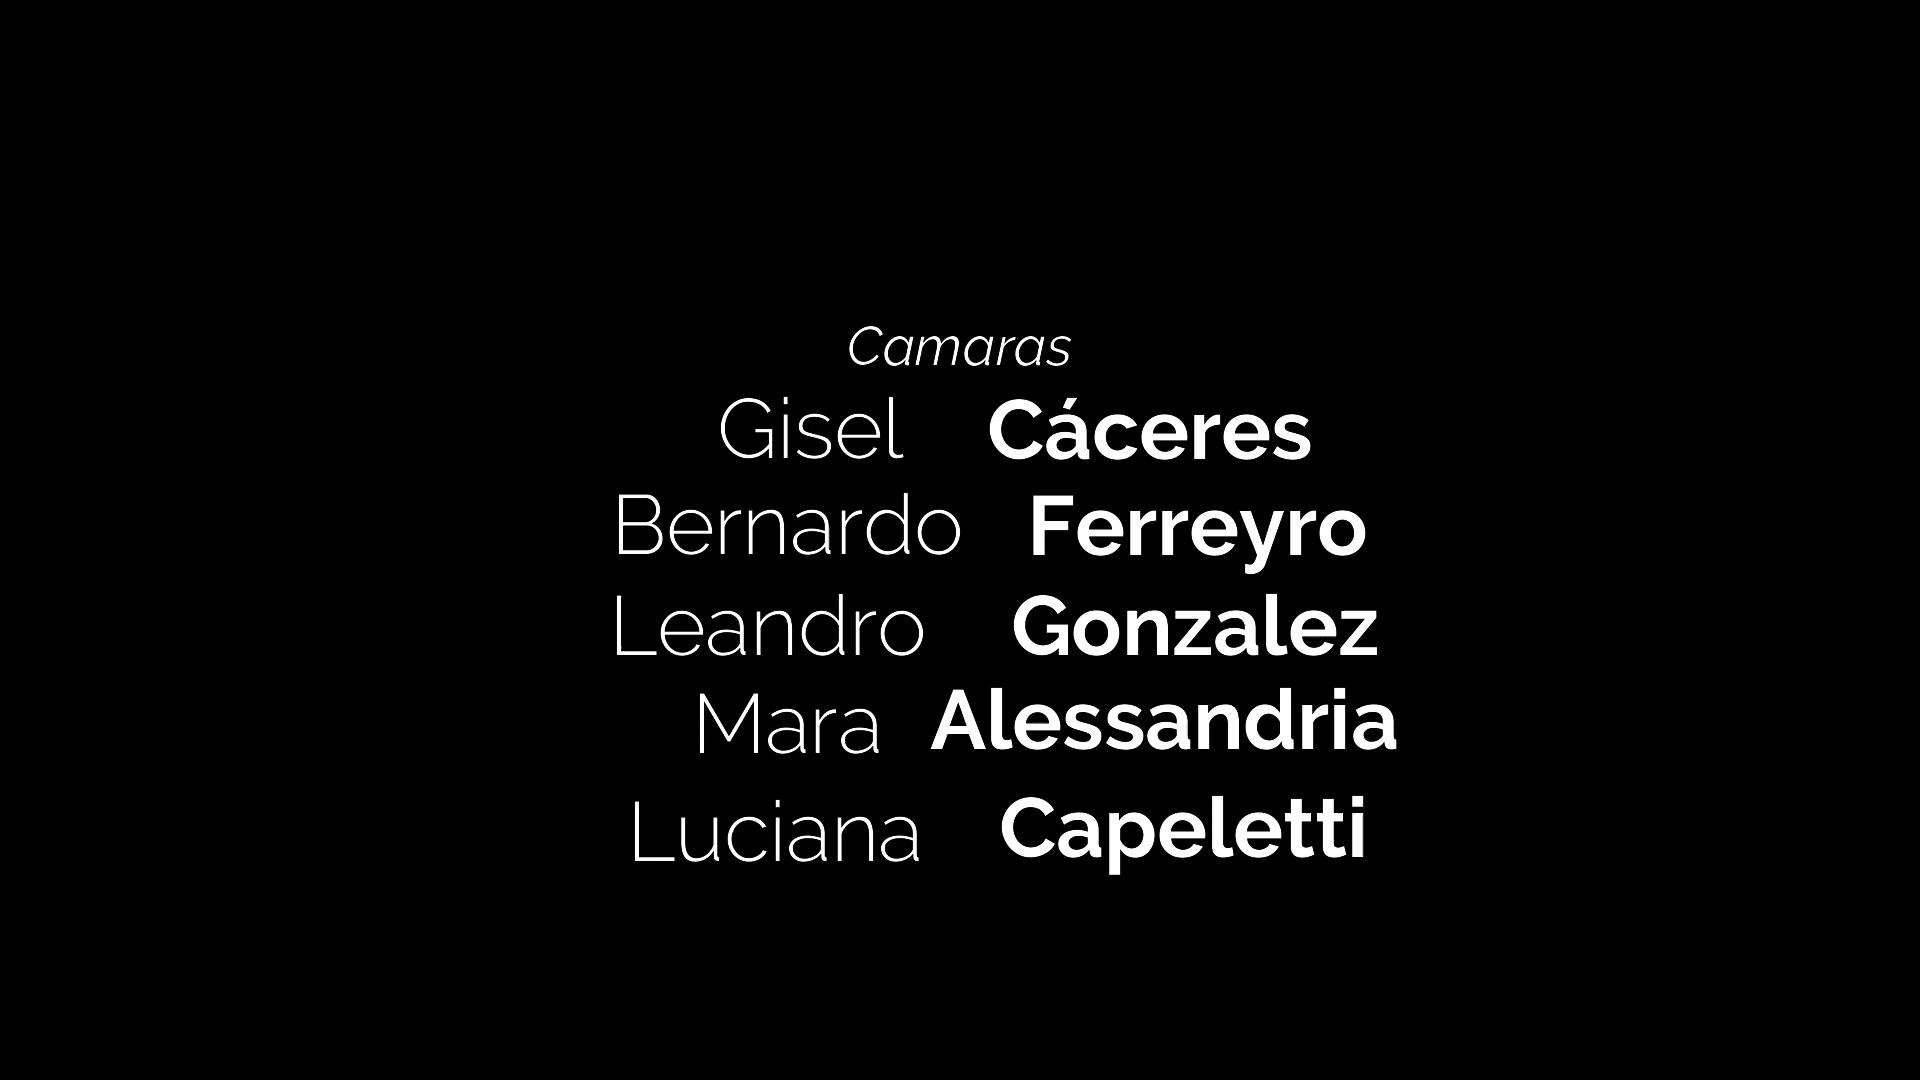 Camaras
Gisel Cáceres
Bernardo Ferreyro
Leandro Gonzalez
Mara Alessandria
Luciana Capeletti